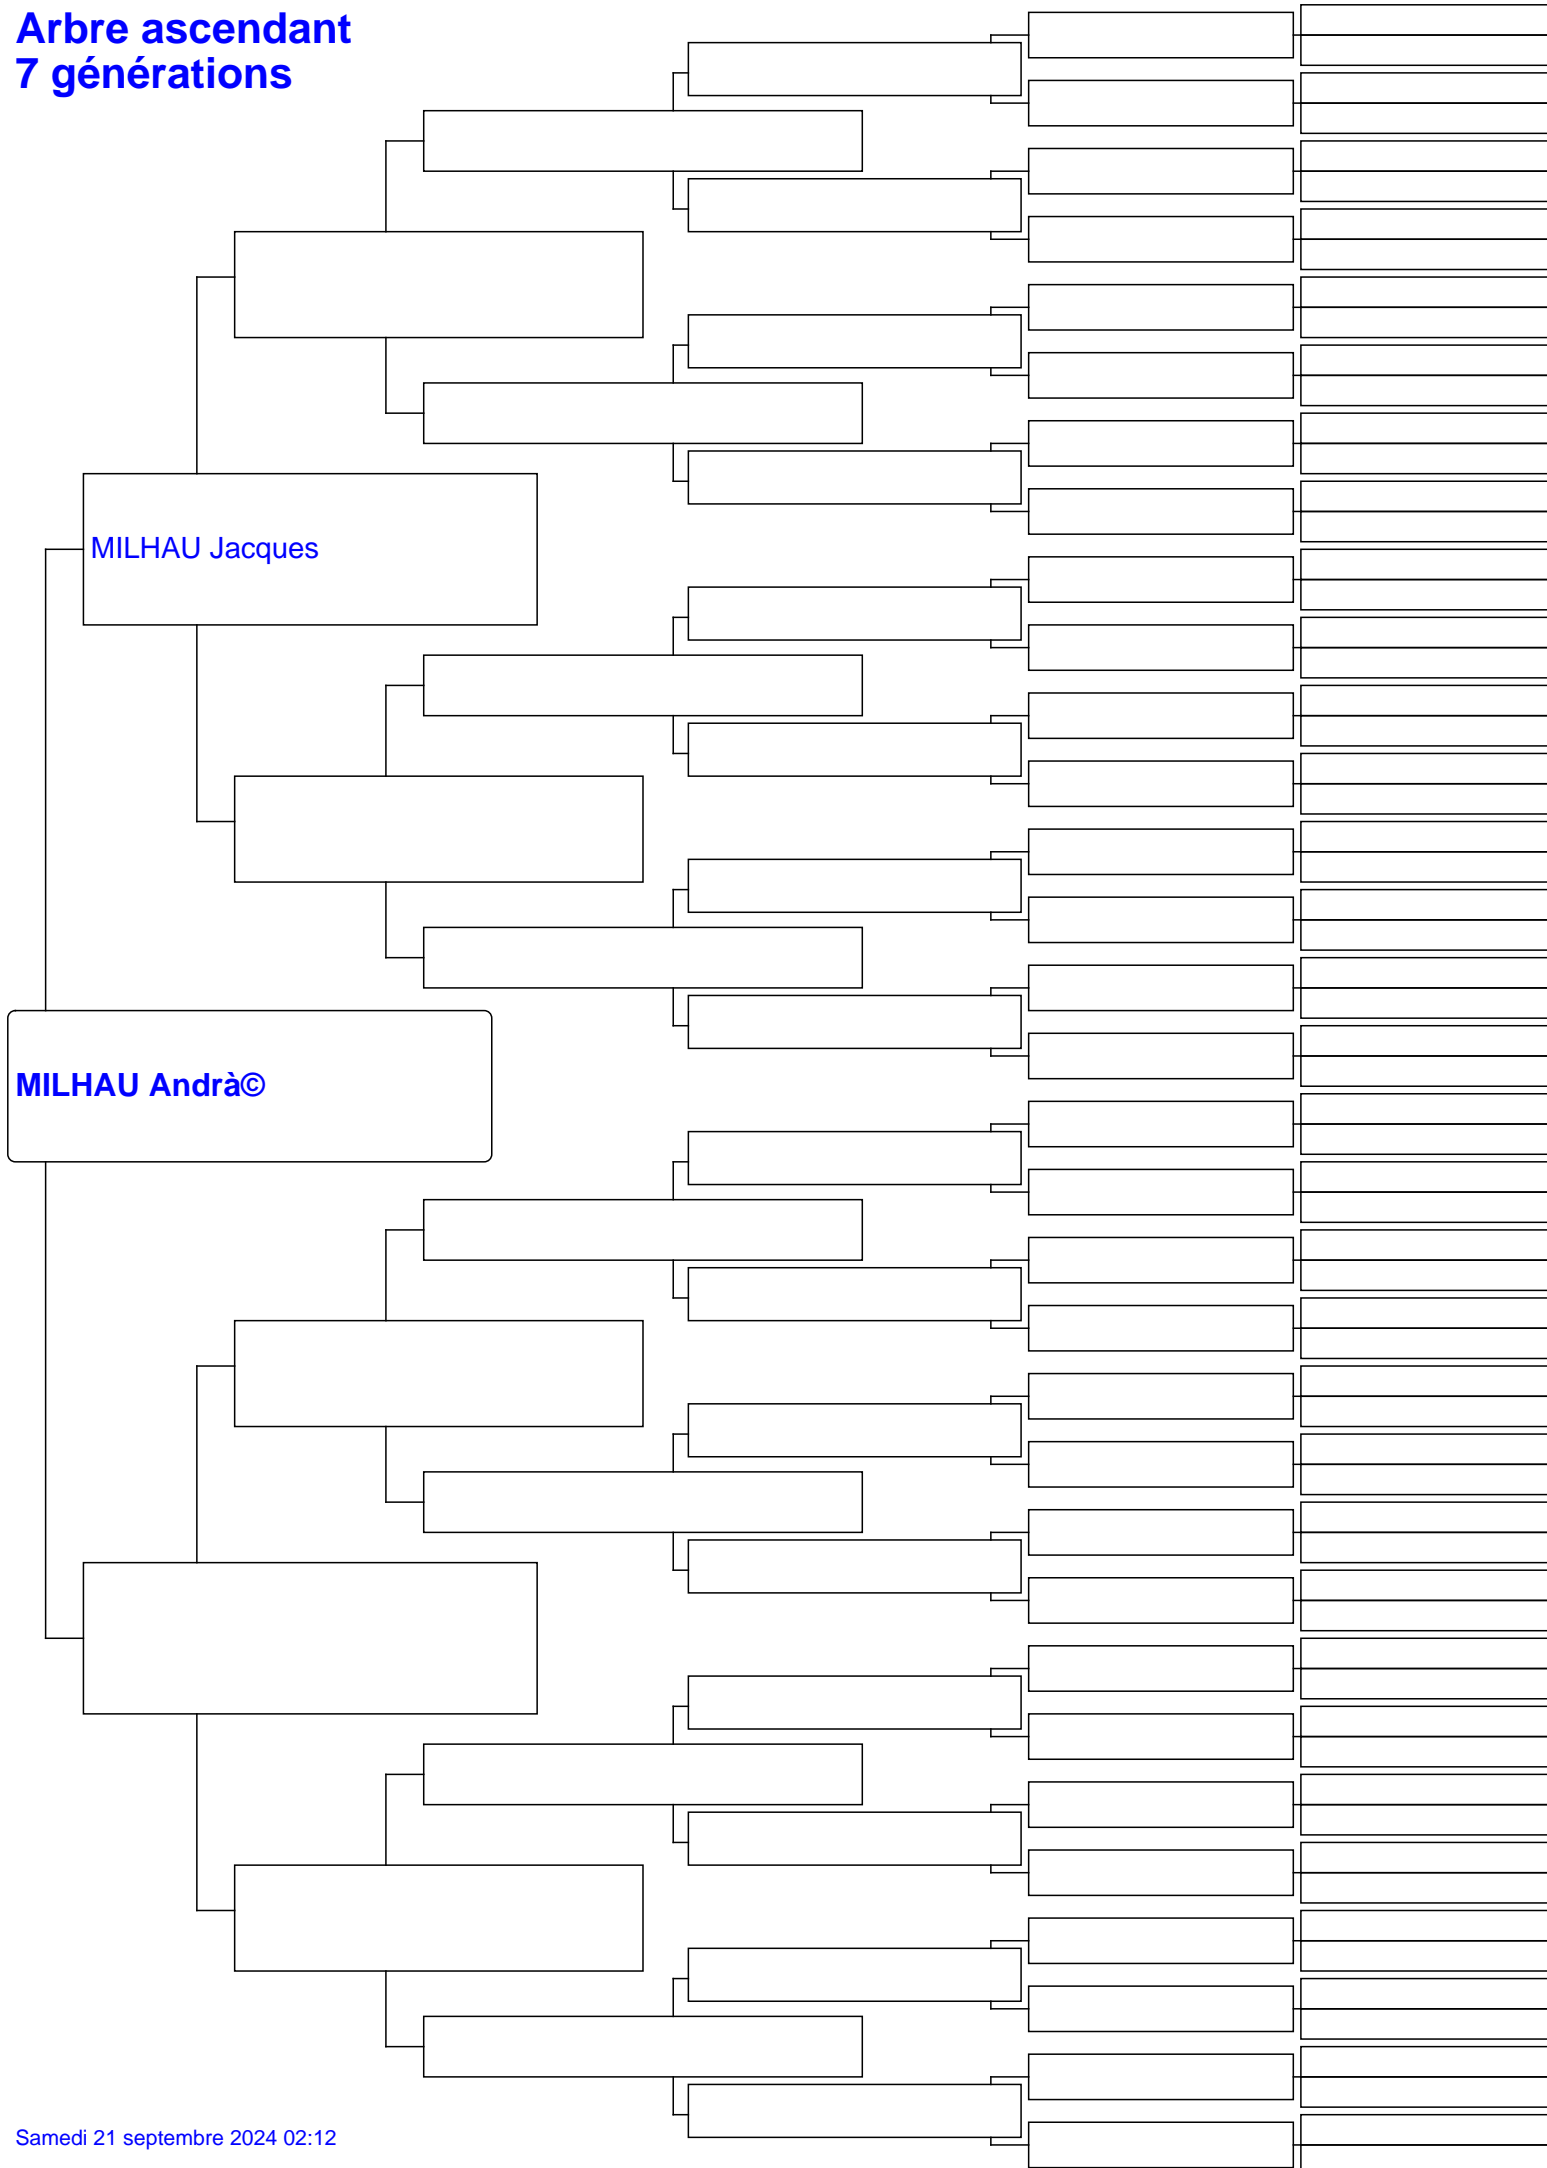 Arbre ascendant
7 générations
MILHAU Jacques
MILHAU Andrà©
Samedi 21 septembre 2024 02:12